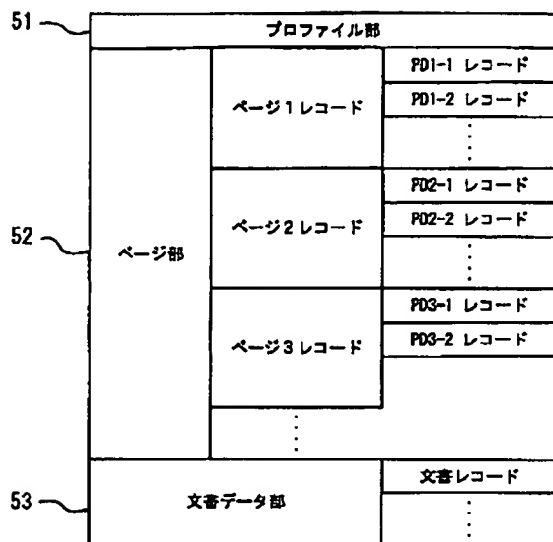 51
プロファイル部
52
ページ部
ページ1レコード
PD1-1 レコード
PD1-2 レコード
ページ2レコード
PD2-1 レコード
PD2-2 レコード
ページ3レコード
PD3-1 レコード
PD3-2 レコード
53
文書データ部
文書レコード